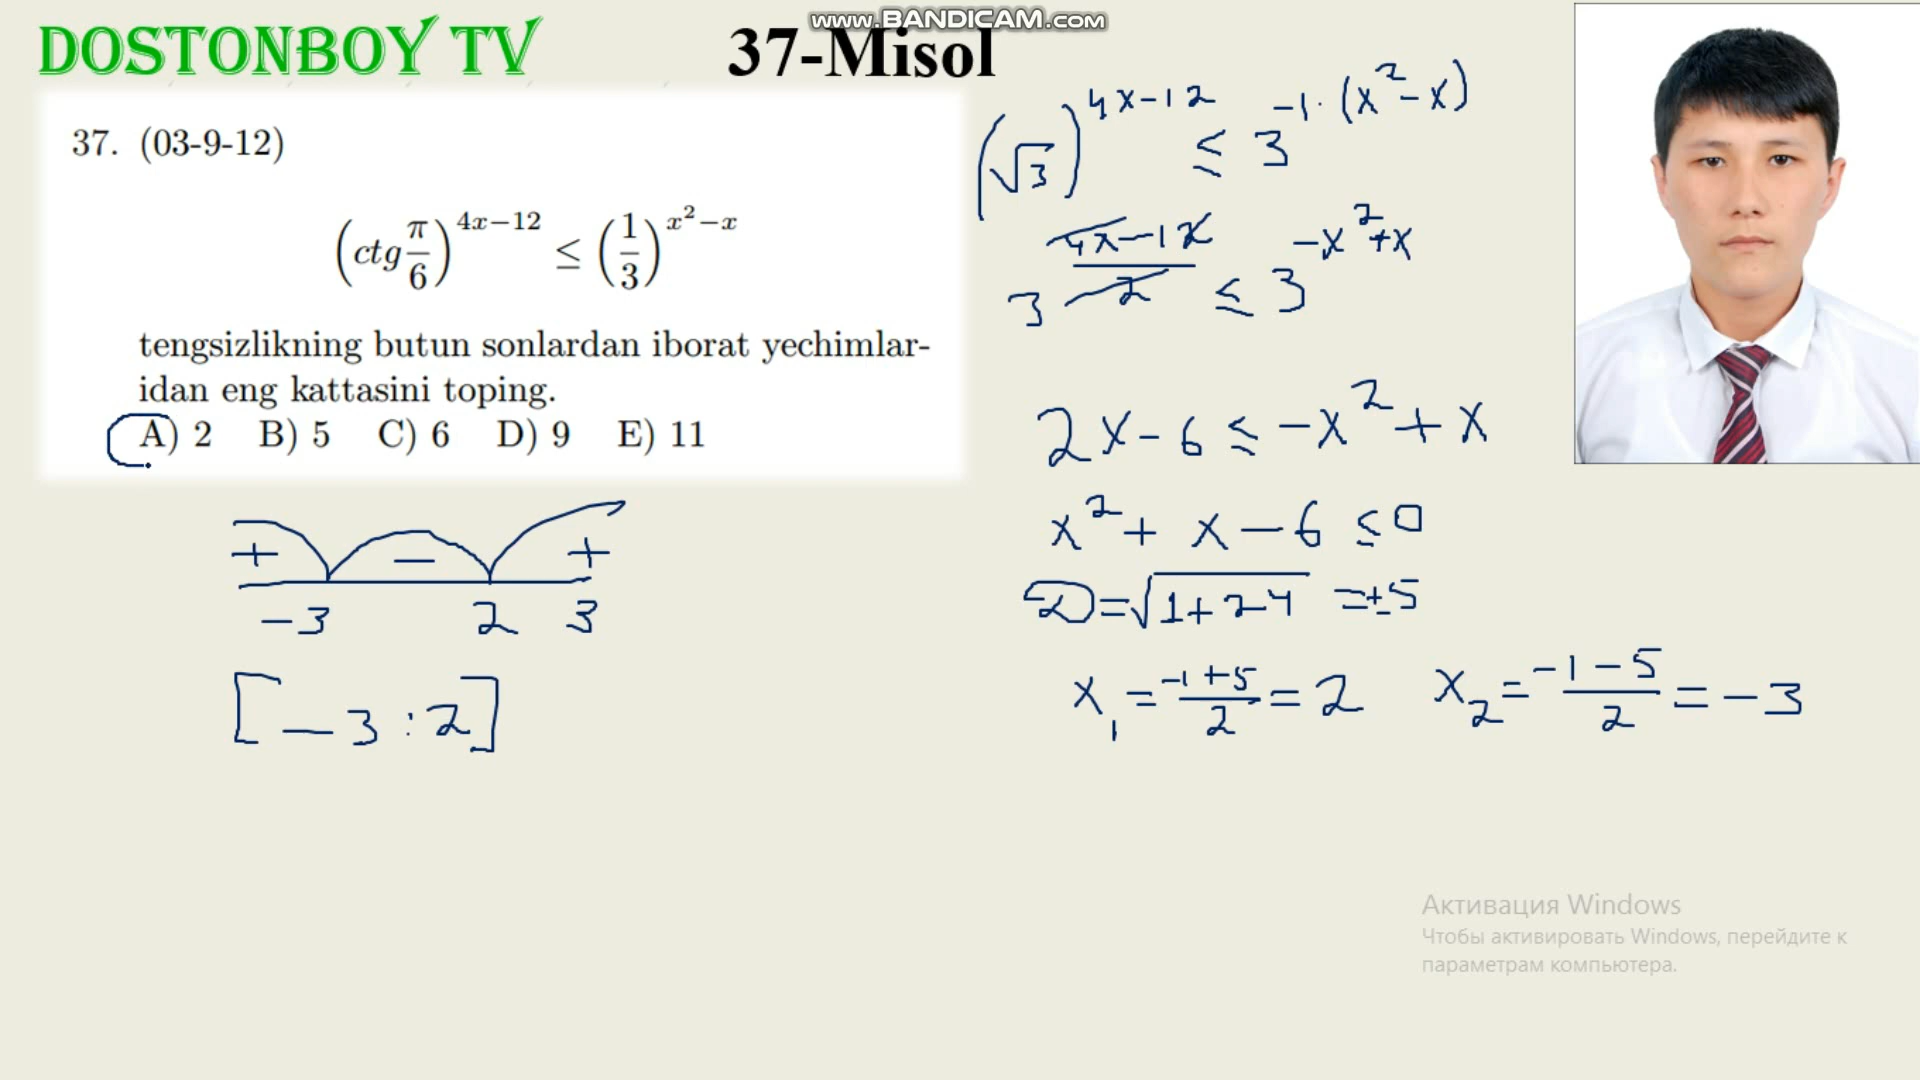 www.BANDICAM.com
DOSTONBOY TV
37-Misol
37. (03-9-12)
(ctg π/6)^{4x−12} ≤ (1/3)^{x²−x}
tengsizlikning butun sonlardan iborat yechimlar-
idan eng kattasini toping.
A) 2 B) 5 C) 6 D) 9 E) 11
+ − +
−3 2 3
[−3 : 2]
(√3)^{4x−12} ≤ 3^{−1·(x²−x)}
3^{(4x−12)/2} ≤ 3^{−x²+x}
2x−6 ≤ −x²+x
x²+x−6 ≤ 0
D=√1+24 =±5
x₁=(−1+5)/2=2 x₂=(−1−5)/2=−3
Активация Windows
Чтобы активировать Windows, перейдите к
параметрам компьютера.